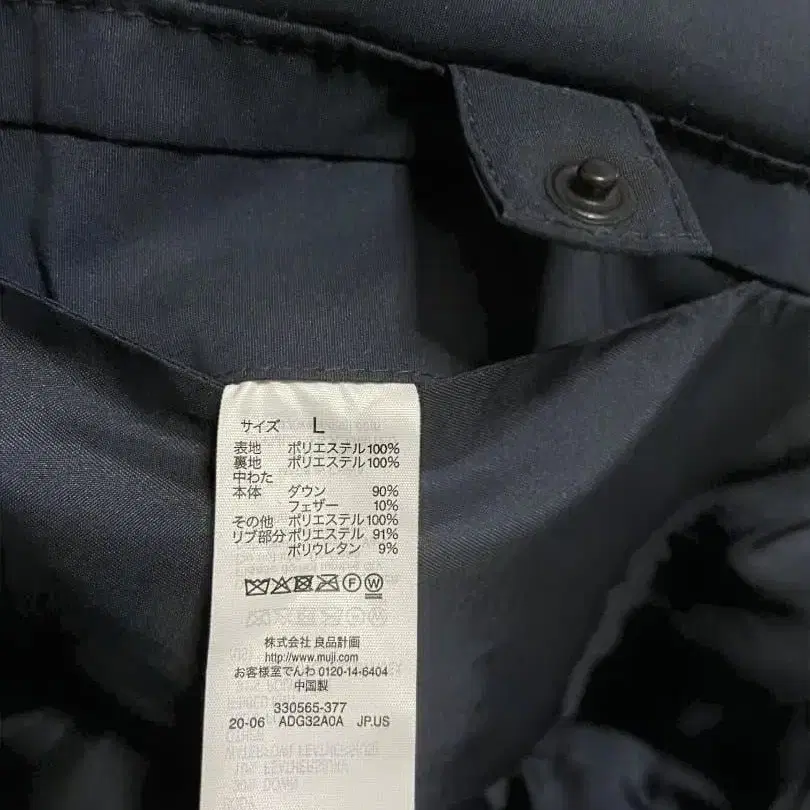 サイズ L
表地 ポリエステル100%
裏地 ポリエステル100%
中わた
本体 ダウン 90%
フェザー 10%
その他 ポリエステル100%
リブ部分 ポリエステル 91%
ポリウレタン 9%
F W
株式会社 良品計画
http://www.muji.com
お客様室でんわ 0120-14-6404
中国製
330565-377
20-06 ADG32A0A JP.US